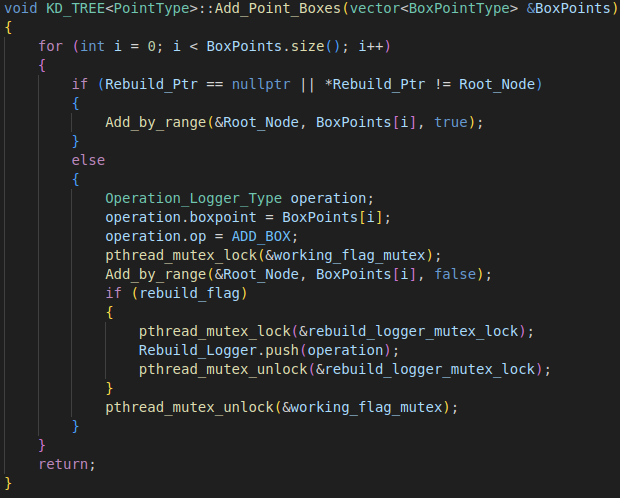 void KD_TREE<PointType>::Add_Point_Boxes(vector<BoxPointType> &BoxPoints)
{
    for (int i = 0; i < BoxPoints.size(); i++)
    {
        if (Rebuild_Ptr == nullptr || *Rebuild_Ptr != Root_Node)
        {
            Add_by_range(&Root_Node, BoxPoints[i], true);
        }
        else
        {
            Operation_Logger_Type operation;
            operation.boxpoint = BoxPoints[i];
            operation.op = ADD_BOX;
            pthread_mutex_lock(&working_flag_mutex);
            Add_by_range(&Root_Node, BoxPoints[i], false);
            if (rebuild_flag)
            {
                pthread_mutex_lock(&rebuild_logger_mutex_lock);
                Rebuild_Logger.push(operation);
                pthread_mutex_unlock(&rebuild_logger_mutex_lock);
            }
            pthread_mutex_unlock(&working_flag_mutex);
        }
    }
    return;
}